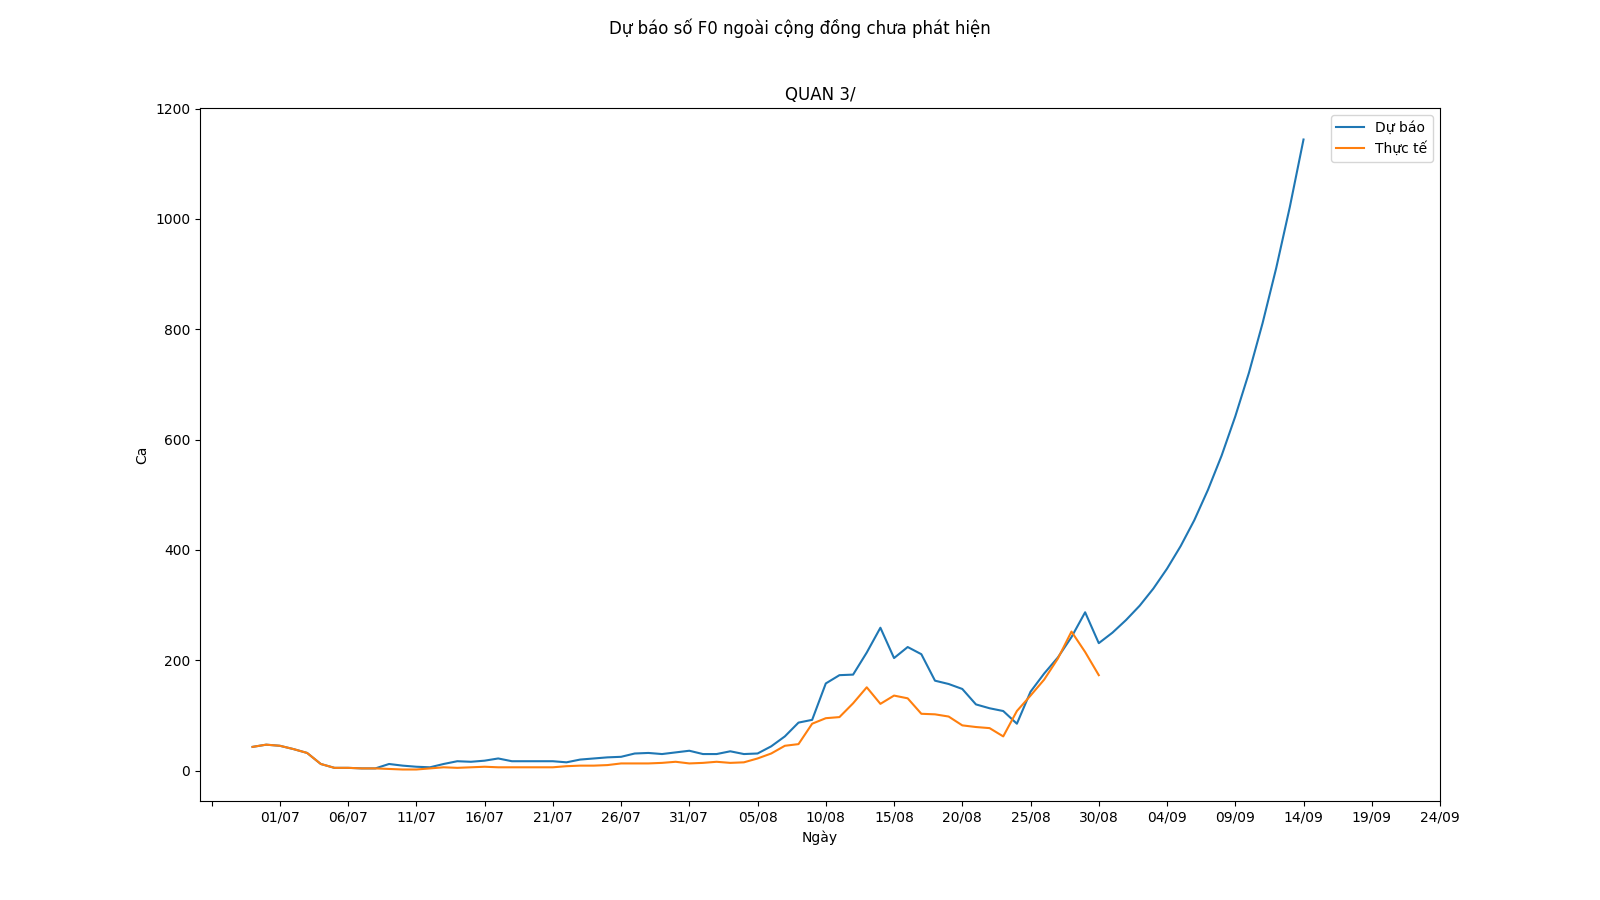 Dự báo số F0 ngoài cộng đồng chưa phát hiện
QUAN 3/
1200
1000
800
600
400
200
0
Ca
Dự báo
Thực tế
01/07 06/07 11/07 16/07 21/07 26/07 31/07 05/08 10/08 15/08 20/08 25/08 30/08 04/09 09/09 14/09 19/09 24/09
Ngày